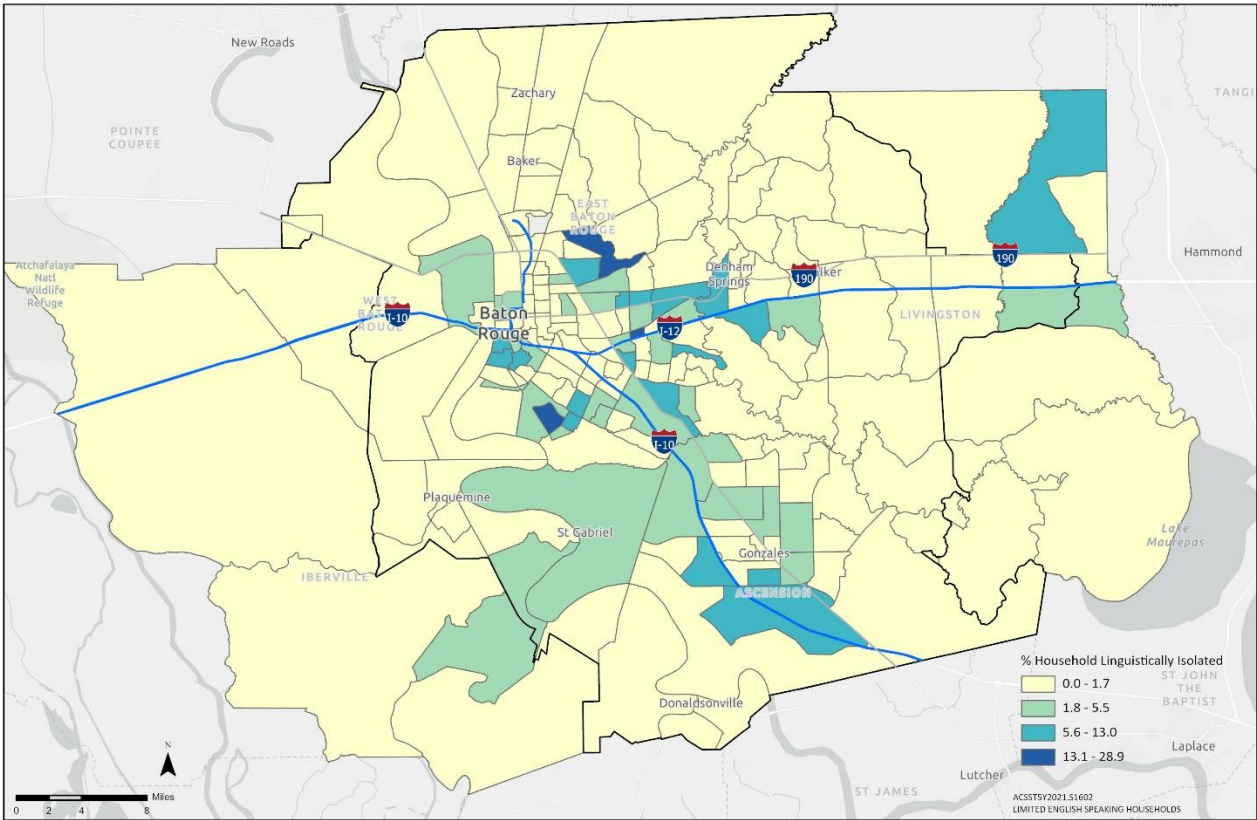 New Roads
TANGI
Zachary
POINTE
COUPEE
Baker
EAST
BATON
ROUGE
Hammond
190
Atchafalaya
Natl
Wildlife
Refuge
Denham
Springs
190
lker
WEST
BATON
ROUGE
I-10
Baton
Rouge
I-12
LIVINGSTON
I-10
Plaquemine
St Gabriel
Lake
Maurepas
Gonzales
IBERVILLE
ASCENSION
% Household Linguistically Isolated
0.0 - 1.7
1.8 - 5.5
5.6 - 13.0
13.1 - 28.9
ST JOHN
THE
BAPTIST
Donaldsonville
Laplace
N
Lutcher
Miles
0 2 4 8
ST JAMES
ACSST5Y2021.S1602
LIMITED ENGLISH SPEAKING HOUSEHOLDS